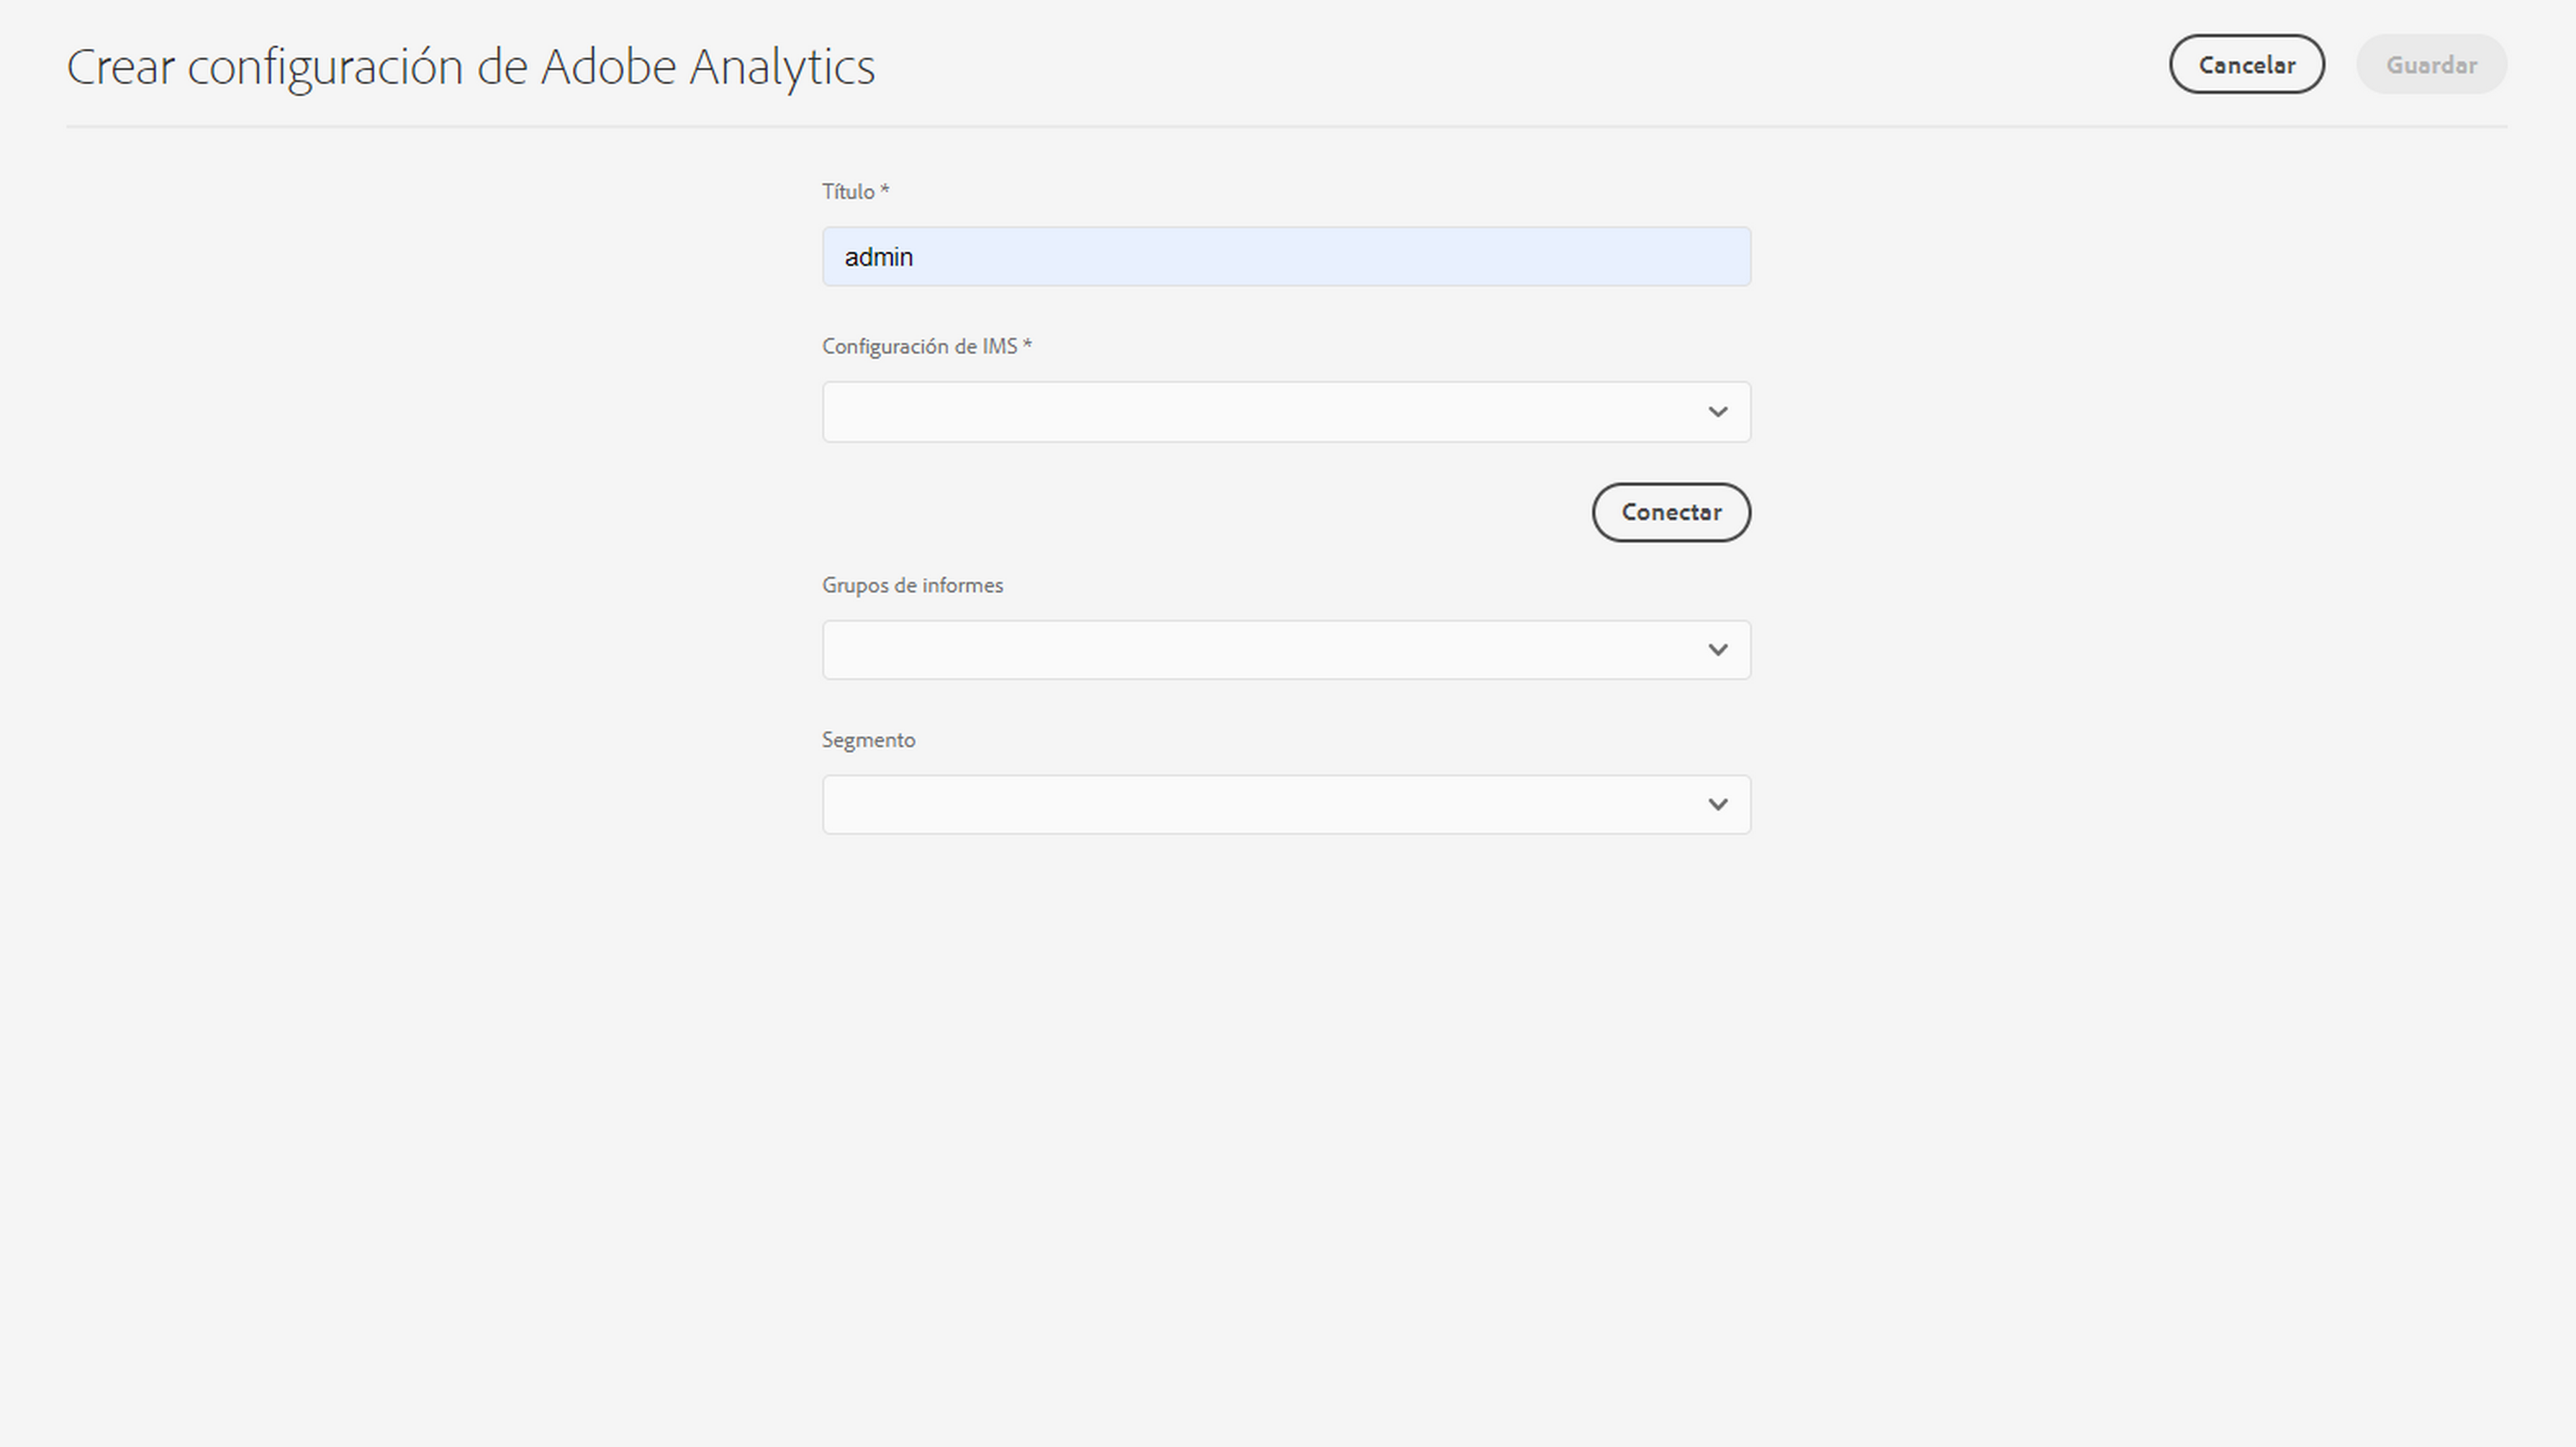 Crear configuración de Adobe Analytics
Cancelar
Guardar
Título *
admin
Configuración de IMS *
Conectar
Grupos de informes
Segmento